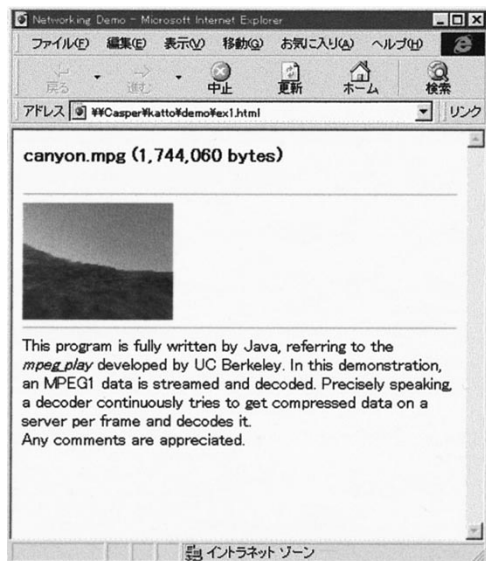 Networking Demo - Microsoft Internet Explorer
ファイル(F) 編集(E) 表示(V) 移動(G) お気に入り(A) ヘルプ(H)
戻る 進む 中止 更新 ホーム 検索
アドレス ¥¥Casper¥katto¥demo¥ex1.html リンク
canyon.mpg (1,744,060 bytes)
This program is fully written by Java, referring to the
mpeg_play developed by UC Berkeley. In this demonstration,
an MPEG1 data is streamed and decoded. Precisely speaking,
a decoder continuously tries to get compressed data on a
server per frame and decodes it.
Any comments are appreciated.
イントラネット ゾーン